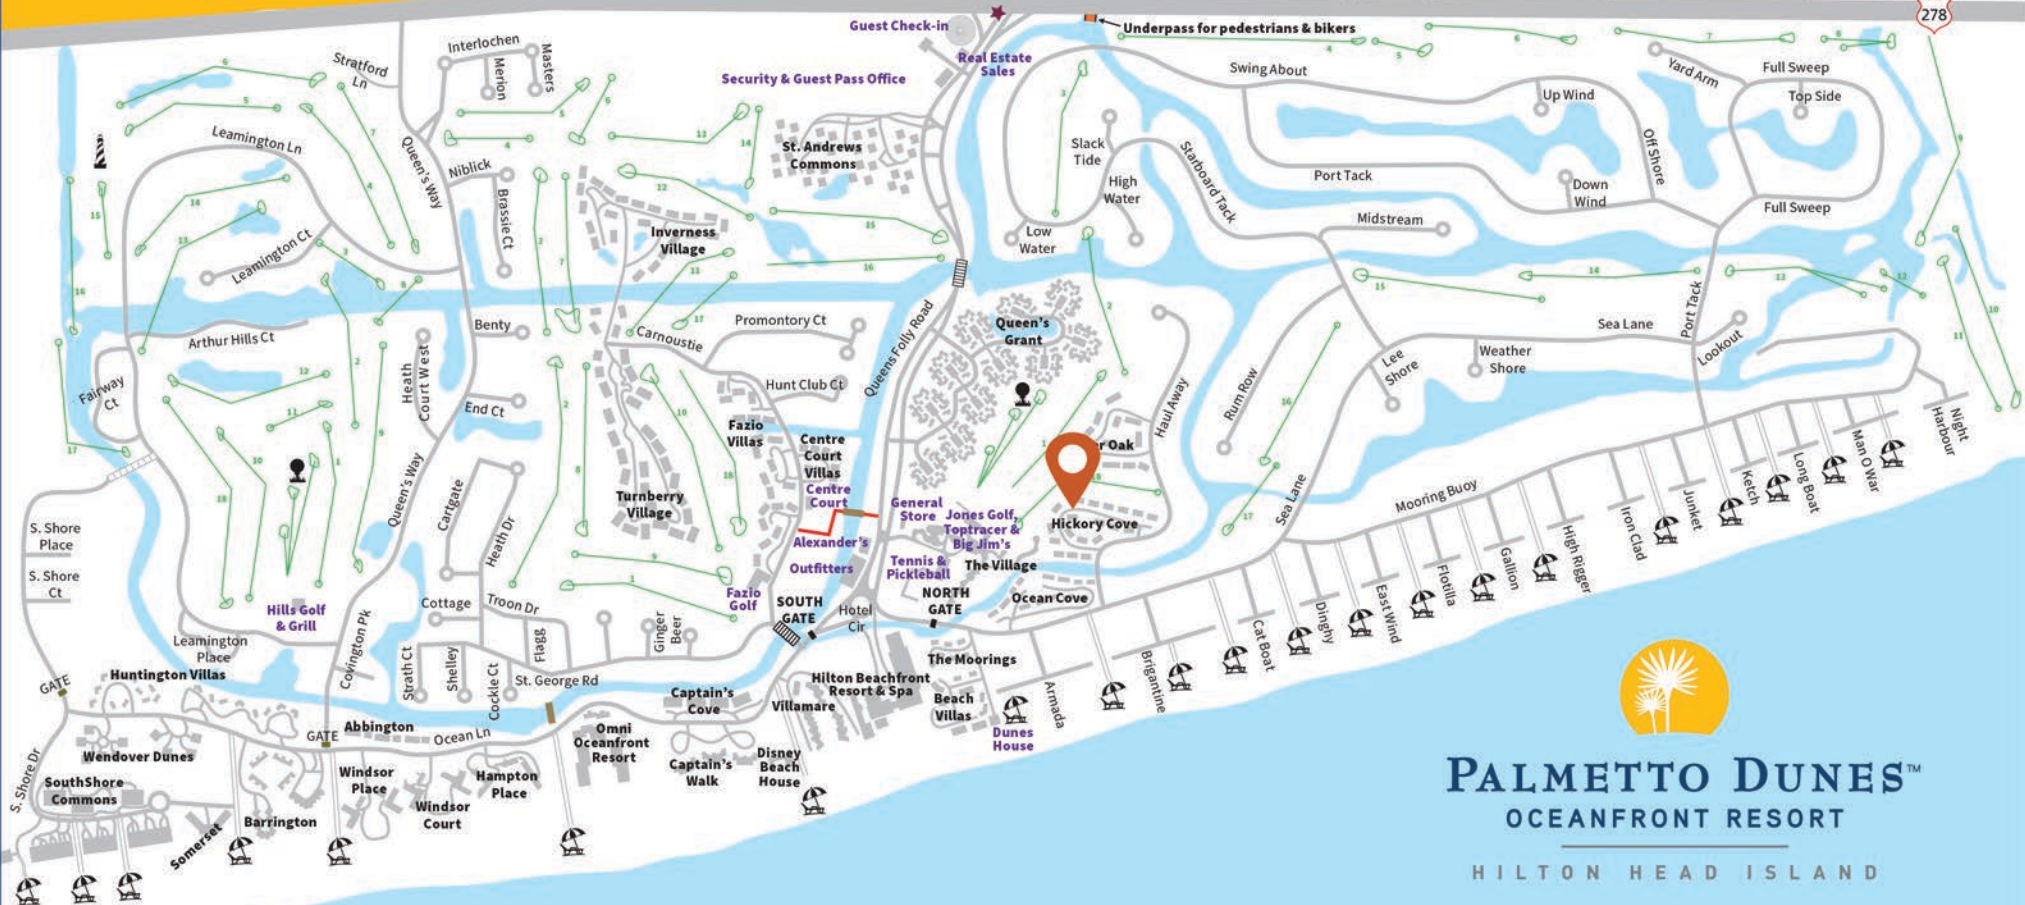 278
Guest Check-in
Underpass for pedestrians & bikers
Real Estate
Sales
Security & Guest Pass Office
Interlochen
Merion
Masters
Stratford
Ln
Swing About
Up Wind
Yard Arm
Full Sweep
Top Side
Off Shore
Leamington Ln
Queen's Way
Niblick
Brassie Ct
St. Andrews
Commons
Slack
Tide
High
Water
Starboard Tack
Port Tack
Down
Wind
Full Sweep
Midstream
Low
Water
Leamington Ct
Inverness
Village
Arthur Hills Ct
Benty
Carnoustie
Promontory Ct
Queens Folly Road
Queen's
Grant
Port Tack
Sea Lane
Lookout
Weather
Shore
Lee
Shore
Rum Row
Haul Away
Fairway
Ct
Heath
Court West
End Ct
Hunt Club Ct
Fazio
Villas
Centre
Court
Villas
Centre
Court
r Oak
Night
Harbour
Man O War
Long Boat
Ketch
Junket
Iron Clad
High Rigger
Gallion
Flotilla
East Wind
Dinghy
Cat Boat
Brigantine
Armada
Mooring Buoy
Sea Lane
Queen's Way
Cartgate
Heath Dr
Turnberry
Village
General
Store
Jones Golf,
Toptracer &
Big Jim's
Hickory Cove
S. Shore
Place
S. Shore
Ct
Alexander's
Outfitters
Tennis &
Pickleball
The Village
Hills Golf
& Grill
Cottage
Troon Dr
Flagg
Ginger
Beer
Fazio
Golf
SOUTH
GATE
Hotel
Cir
NORTH
GATE
Ocean Cove
Leamington
Place
Covington Pk
Strath Ct
Shelley
Cockle Ct
St. George Rd
The Moorings
GATE
Huntington Villas
Captain's
Cove
Hilton Beachfront
Resort & Spa
Villamare
Beach
Villas
Dunes
House
GATE
Abbington
Ocean Ln
Omni
Oceanfront
Resort
Captain's
Walk
Disney
Beach
House
S. Shore Dr
Wendover Dunes
SouthShore
Commons
Windsor
Place
Hampton
Place
Windsor
Court
Barrington
Somerset
PALMETTO DUNES™
OCEANFRONT RESORT
HILTON HEAD ISLAND